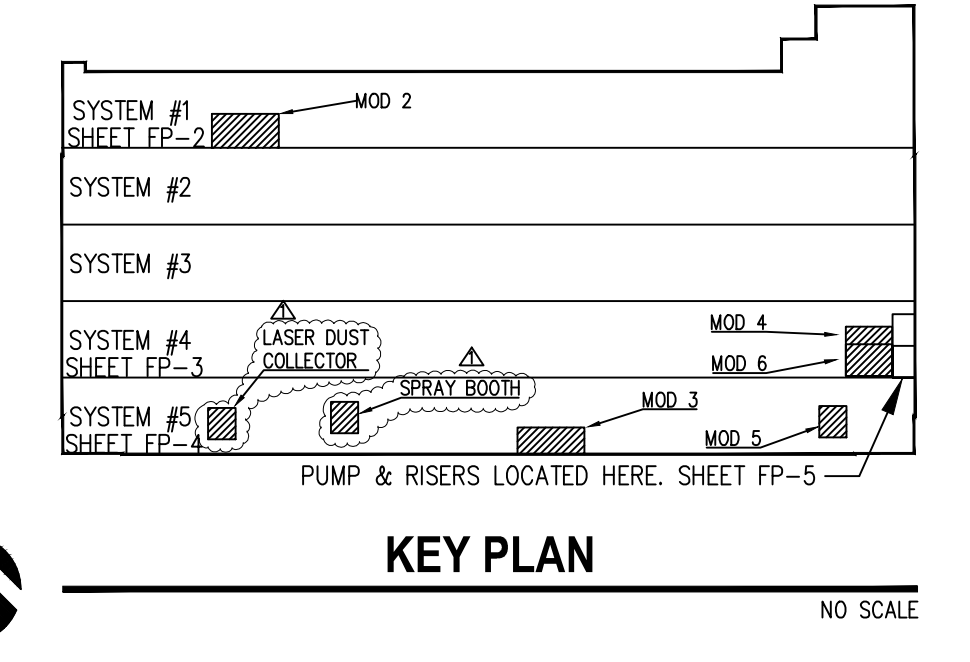 SYSTEM #1
SHEET FP-2
MOD 2
SYSTEM #2
SYSTEM #3
1
SYSTEM #4
SHEET FP-3
LASER DUST
COLLECTOR
1
MOD 4
MOD 6
SYSTEM #5
SHEET FP-4
SPRAY BOOTH
MOD 3
MOD 5
PUMP & RISERS LOCATED HERE. SHEET FP-5
KEY PLAN
NO SCALE